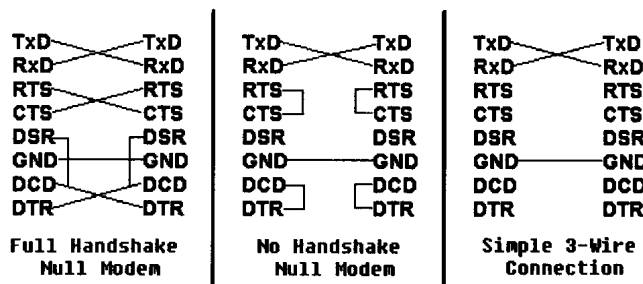 TxD TxD
RxD RxD
RTS RTS
CTS CTS
DSR DSR
GND GND
DCD DCD
DTR DTR
Full Handshake
Null Modem
TxD TxD
RxD RxD
RTS RTS
CTS CTS
DSR DSR
GND GND
DCD DCD
DTR DTR
No Handshake
Null Modem
TxD TxD
RxD RxD
RTS RTS
CTS CTS
DSR DSR
GND GND
DCD DCD
DTR DTR
Simple 3-Wire
Connection